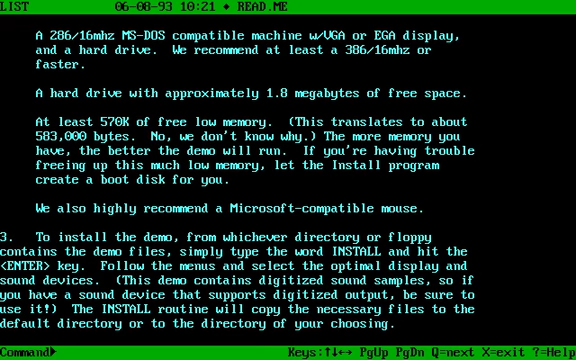 LIST 06-08-93 10:21 ♦ READ.ME
A 286/16mhz MS-DOS compatible machine w/VGA or EGA display,
and a hard drive. We recommend at least a 386/16mhz or
faster.
A hard drive with approximately 1.8 megabytes of free space.
At least 570K of free low memory. (This translates to about
583,000 bytes. No, we don't know why.) The more memory you
have, the better the demo will run. If you're having trouble
freeing up this much low memory, let the Install program
create a boot disk for you.
We also highly recommend a Microsoft-compatible mouse.
3. To install the demo, from whichever directory or floppy
contains the demo files, simply type the word INSTALL and hit the
<ENTER> key. Follow the menus and select the optimal display and
sound devices. (This demo contains digitized sound samples, so if
you have a sound device that supports digitized output, be sure to
use it!) The INSTALL routine will copy the necessary files to the
default directory or to the directory of your choosing.
Command▶ Keys:↑↓←→ PgUp PgDn Q=next X=exit ?=Help